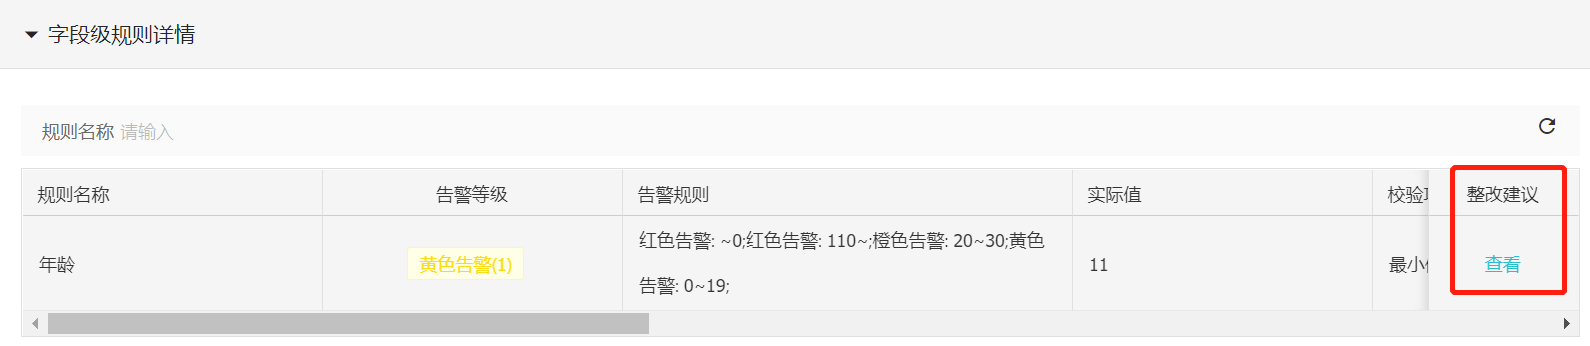 字段级规则详情
规则名称 请输入
规则名称 告警等级 告警规则 实际值 校验 整改建议
年龄 黄色告警(1) 红色告警: ~0;红色告警: 110~;橙色告警: 20~30;黄色
告警: 0~19; 11 最小 查看